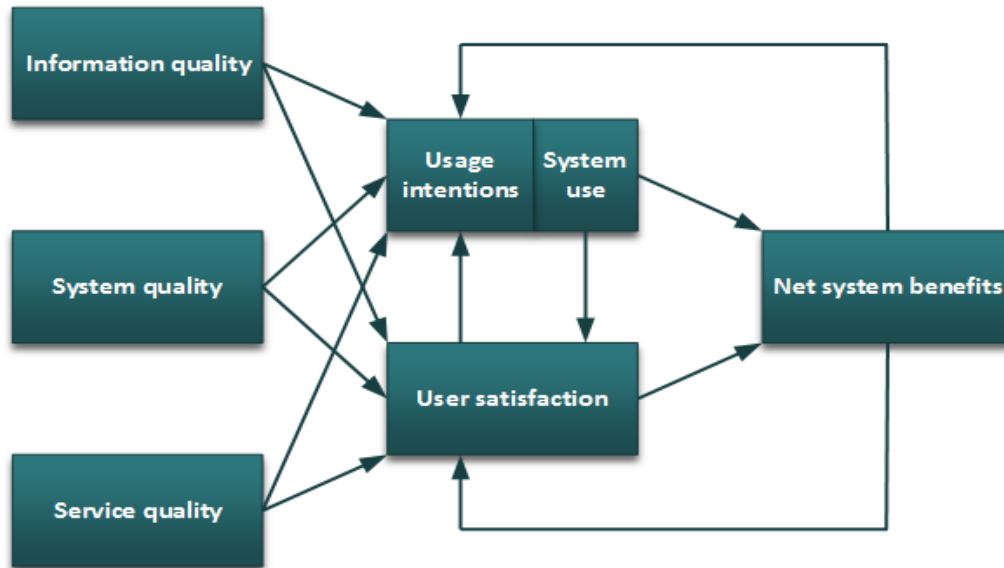 Information quality
Usage
intentions
System
use
System quality
Net system benefits
User satisfaction
Service quality